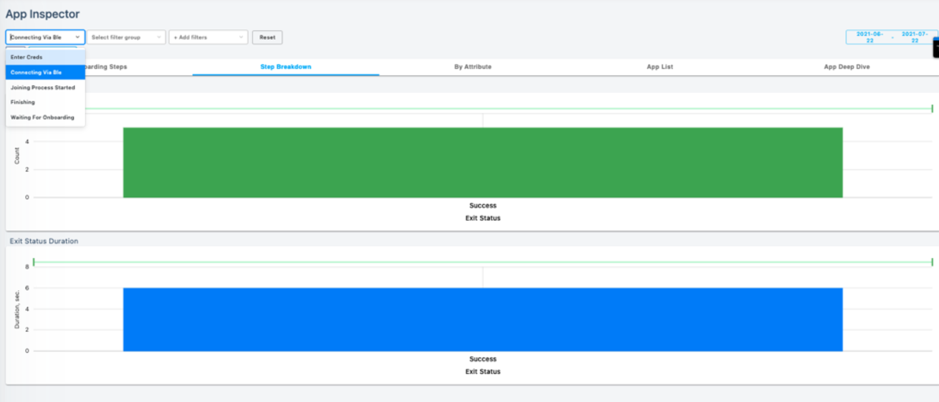 App Inspector
Connecting Via Ble
Select filter group
+ Add filters
Reset
2021-06-22 - 2021-07-22
Enter Creds
Connecting Via Ble
Joining Process Started
Finishing
Waiting For Onboarding
arding Steps
Step Breakdown
By Attribute
App List
App Deep Dive
4
2
0
Count
Success
Exit Status
Exit Status Duration
8
6
4
2
0
Duration, sec.
Success
Exit Status